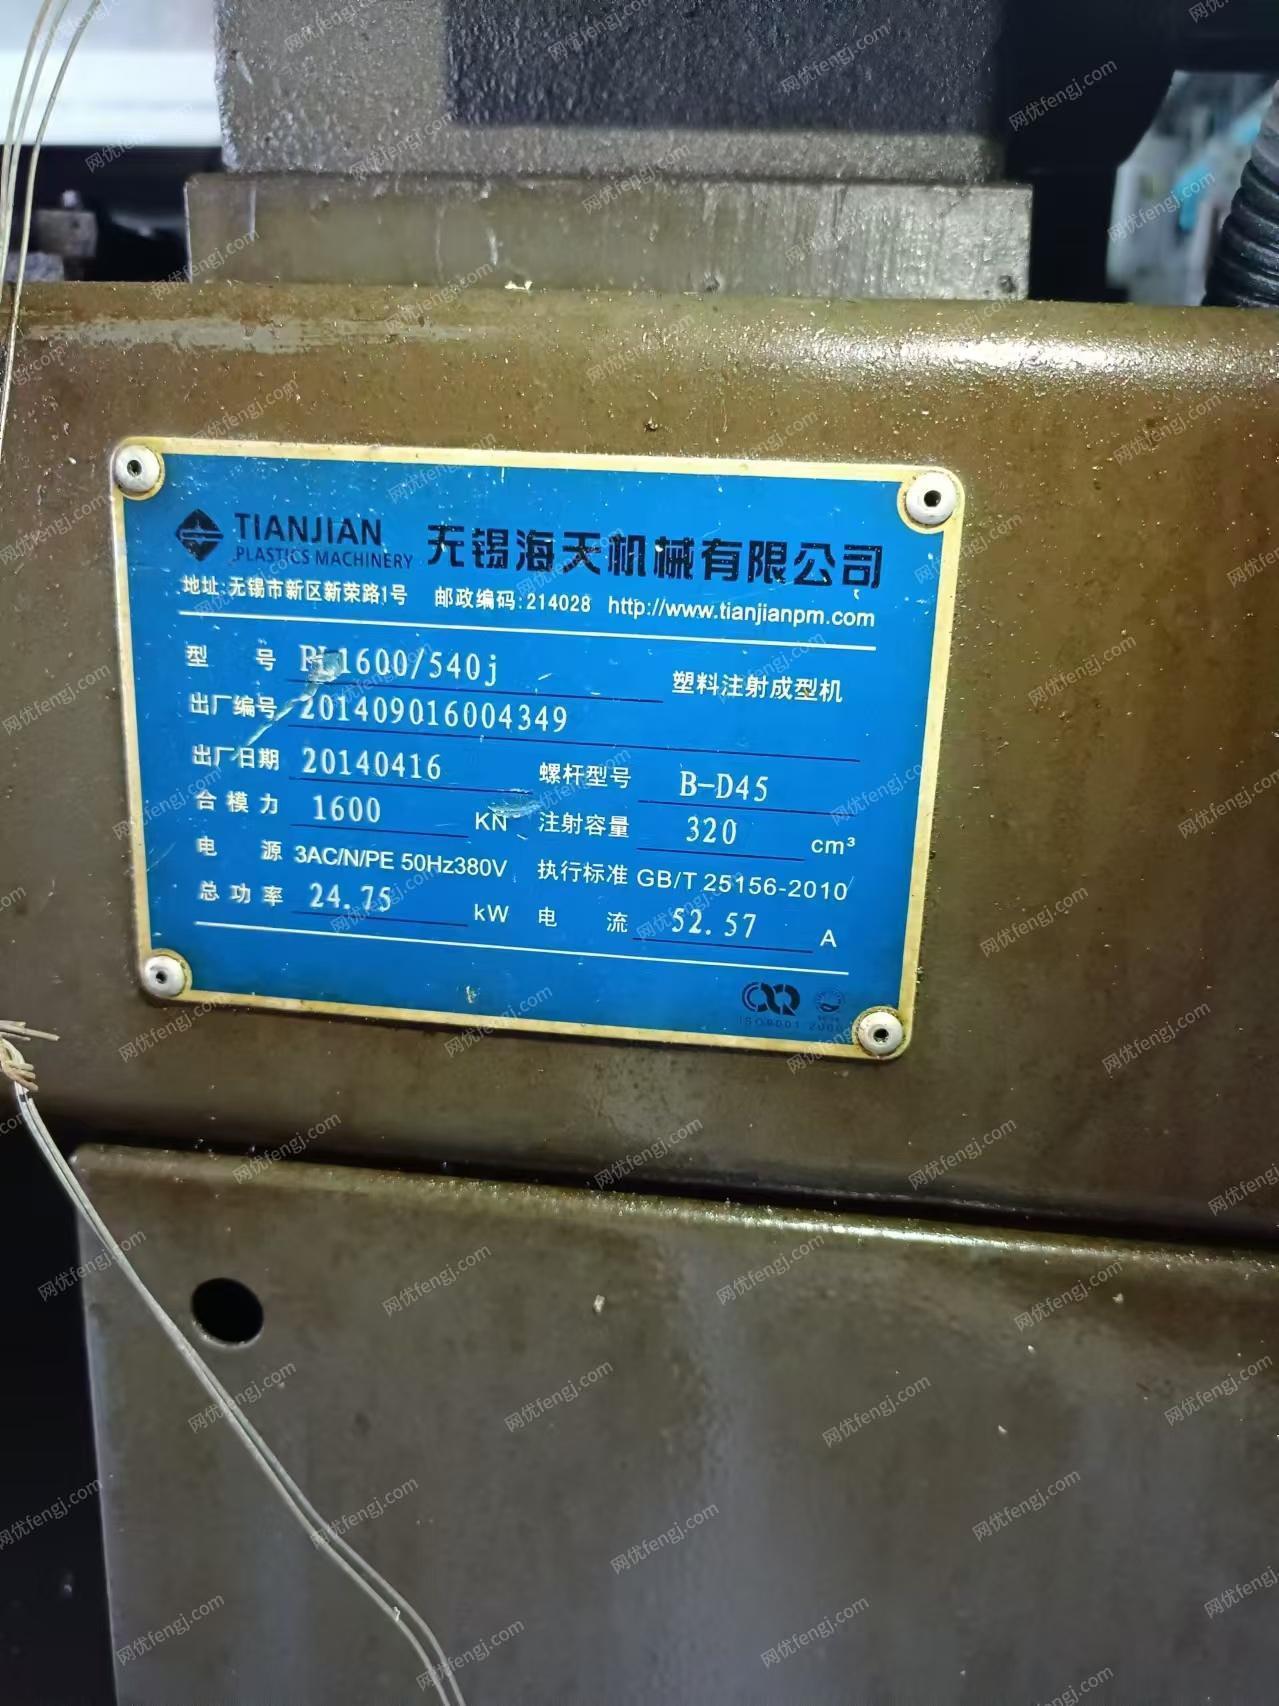 TIANJIAN
PLASTICS MACHINERY
无锡海天机械有限公司
地址:无锡市新区新荣路1号 邮政编码:214028 http://www.tianjianpm.com
型 号 PL1600/540j 塑料注射成型机
出厂编号 201409016004349
出厂日期 20140416 螺杆型号 B-D45
合模力 1600 KN 注射容量 320 cm³
电 源 3AC/N/PE 50Hz380V 执行标准 GB/T 25156-2010
总功率 24.75 kW 电 流 52.57 A
ISO9001:2000
网优fengj.com